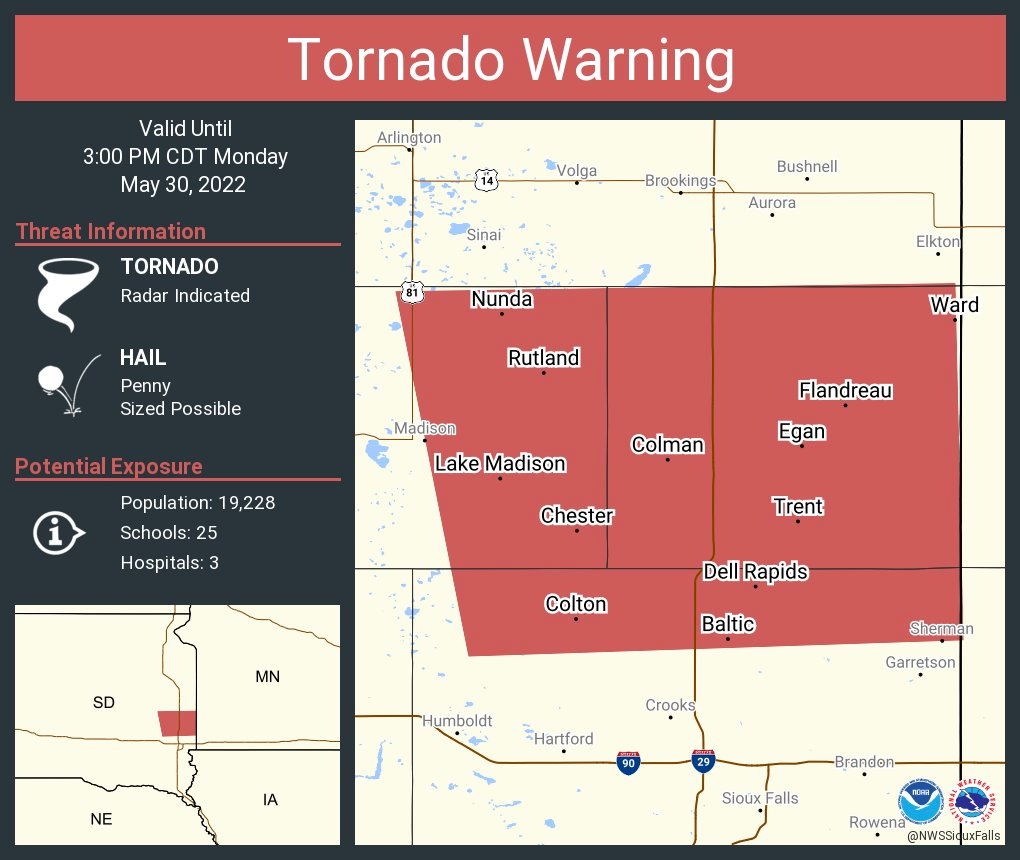 Tornado Warning
Valid Until
3:00 PM CDT Monday
May 30, 2022
Threat Information
TORNADO
Radar Indicated
HAIL
Penny
Sized Possible
Potential Exposure
Population: 19,228
Schools: 25
Hospitals: 3
SD
MN
NE
IA
Arlington
14
Volga
Brookings
Bushnell
Aurora
Sinai
Elkton
81
Nunda
Ward
Rutland
Flandreau
Madison
Egan
Colman
Lake Madison
Trent
Chester
Dell Rapids
Colton
Baltic
Sherman
Garretson
Crooks
Humboldt
Hartford
90
29
Brandon
Sioux Falls
Rowena
NOAA
NATIONAL WEATHER SERVICE
@NWSSiouxFalls